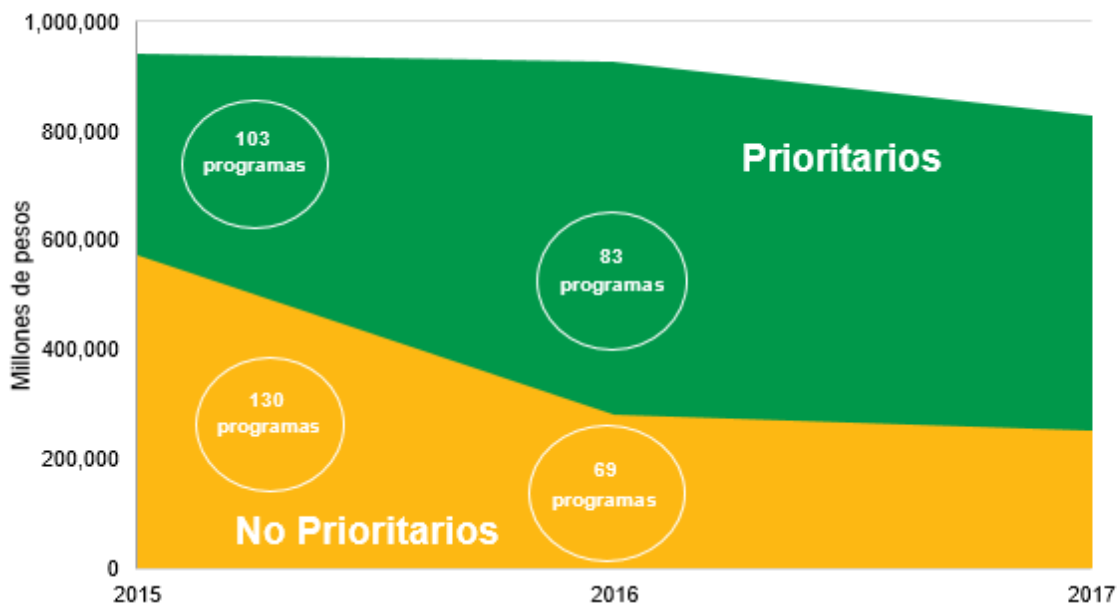 1,000,000
800,000
600,000
400,000
200,000
0
Millones de pesos
103
programas
Prioritarios
83
programas
130
programas
69
programas
No Prioritarios
2015
2016
2017